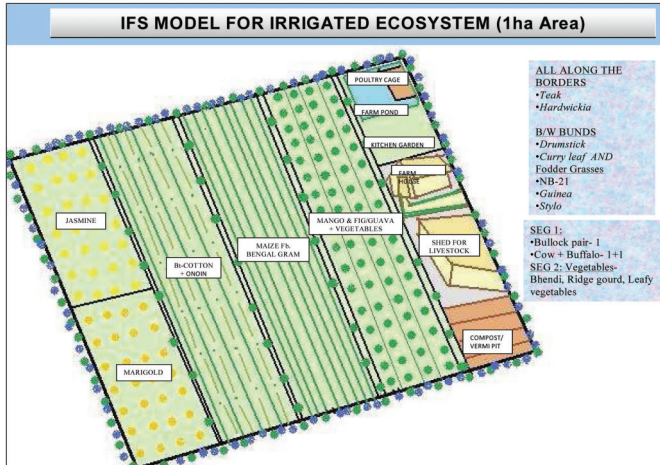 IFS MODEL FOR IRRIGATED ECOSYSTEM (1ha Area)
POULTRY CAGE
FARM POND
KITCHEN GARDEN
FARM
HOUSE
JASMINE
Bt-COTTON
+ ONOIN
MAIZE Fb.
BENGAL GRAM
MANGO & FIG/GUAVA
+ VEGETABLES
SHED FOR
LIVESTOCK
MARIGOLD
COMPOST/
VERMI PIT
ALL ALONG THE
BORDERS
•Teak
•Hardwickia
B/W BUNDS
•Drumstick
•Curry leaf AND
Fodder Grasses
•NB-21
•Guinea
•Stylo
SEG 1:
•Bullock pair- 1
•Cow + Buffalo- 1+1
SEG 2: Vegetables-
Bhendi, Ridge gourd, Leafy
vegetables